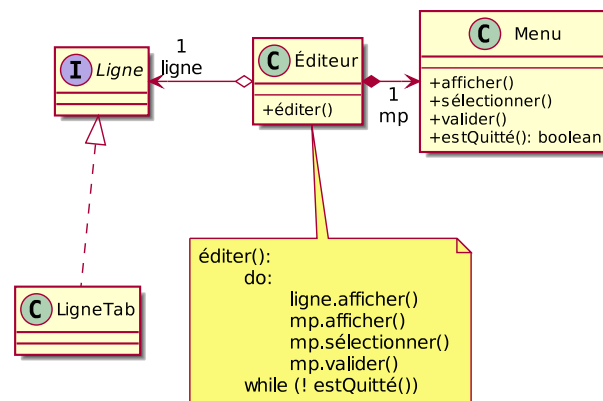 I Ligne
1
ligne
C Éditeur
+éditer()
1
mp
C Menu
+afficher()
+sélectionner()
+valider()
+estQuitté(): boolean
C LigneTab
éditer():
do:
ligne.afficher()
mp.afficher()
mp.sélectionner()
mp.valider()
while (! estQuitté())